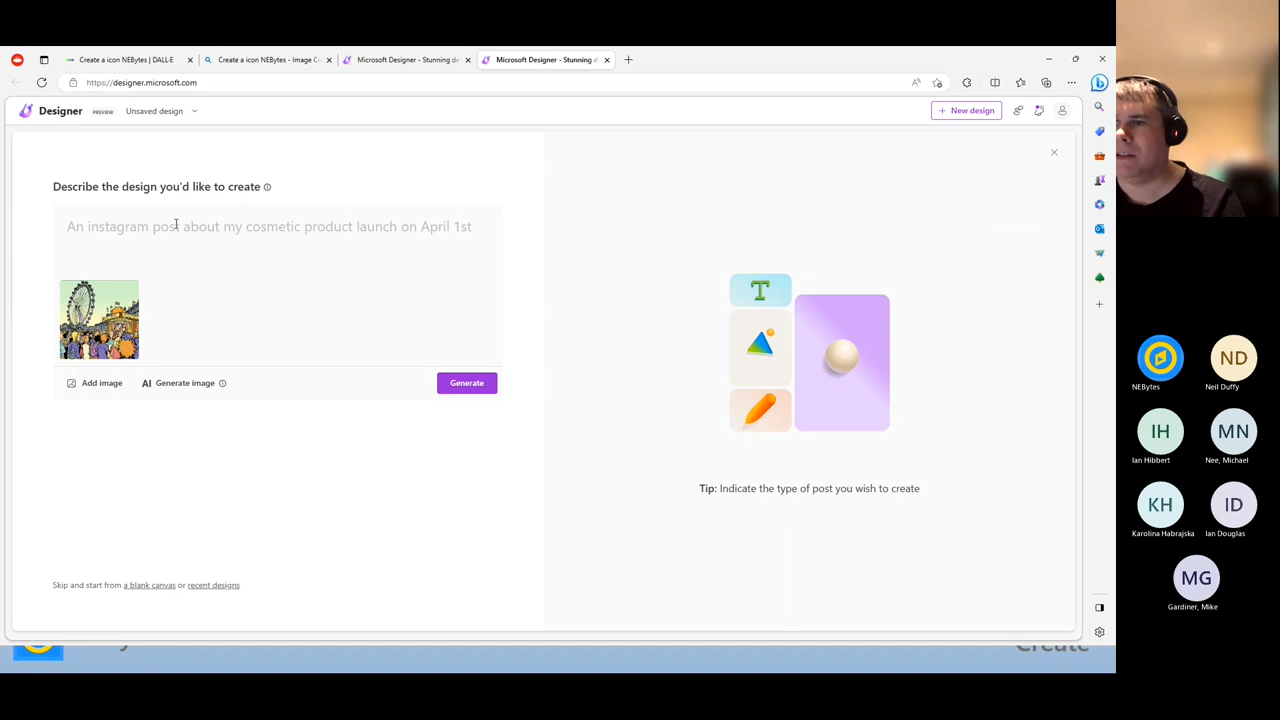 Create a icon NEBytes | DALL·E
Create a icon NEBytes - Image C
Microsoft Designer - Stunning de
Microsoft Designer - Stunning d
https://designer.microsoft.com
Designer
PREVIEW
Unsaved design
New design
Describe the design you'd like to create
An instagram post about my cosmetic product launch on April 1st
Add image
AI Generate image
Generate
T
Tip: Indicate the type of post you wish to create
Skip and start from a blank canvas or recent designs
Create
ND
NEBytes
Neil Duffy
IH
MN
Ian Hibbert
Nee, Michael
KH
ID
Karolina Habrajska
Ian Douglas
MG
Gardiner, Mike